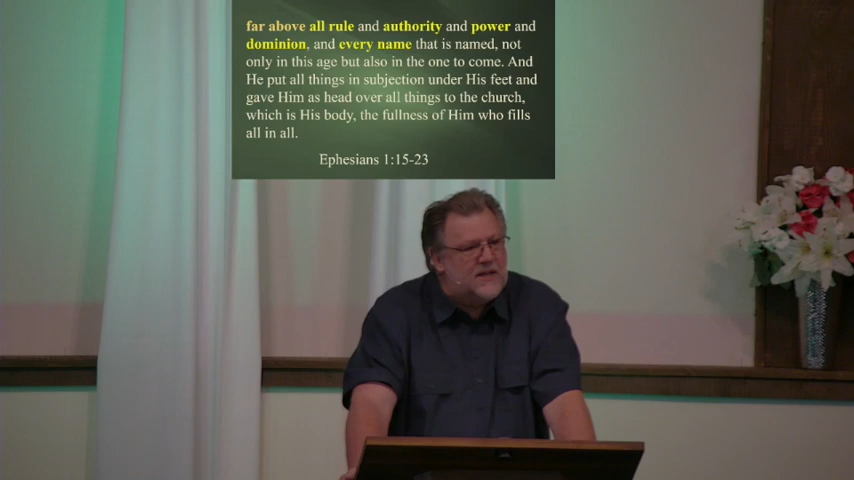 far above all rule and authority and power and
dominion, and every name that is named, not
only in this age but also in the one to come. And
He put all things in subjection under His feet and
gave Him as head over all things to the church,
which is His body, the fullness of Him who fills
all in all.
Ephesians 1:15-23